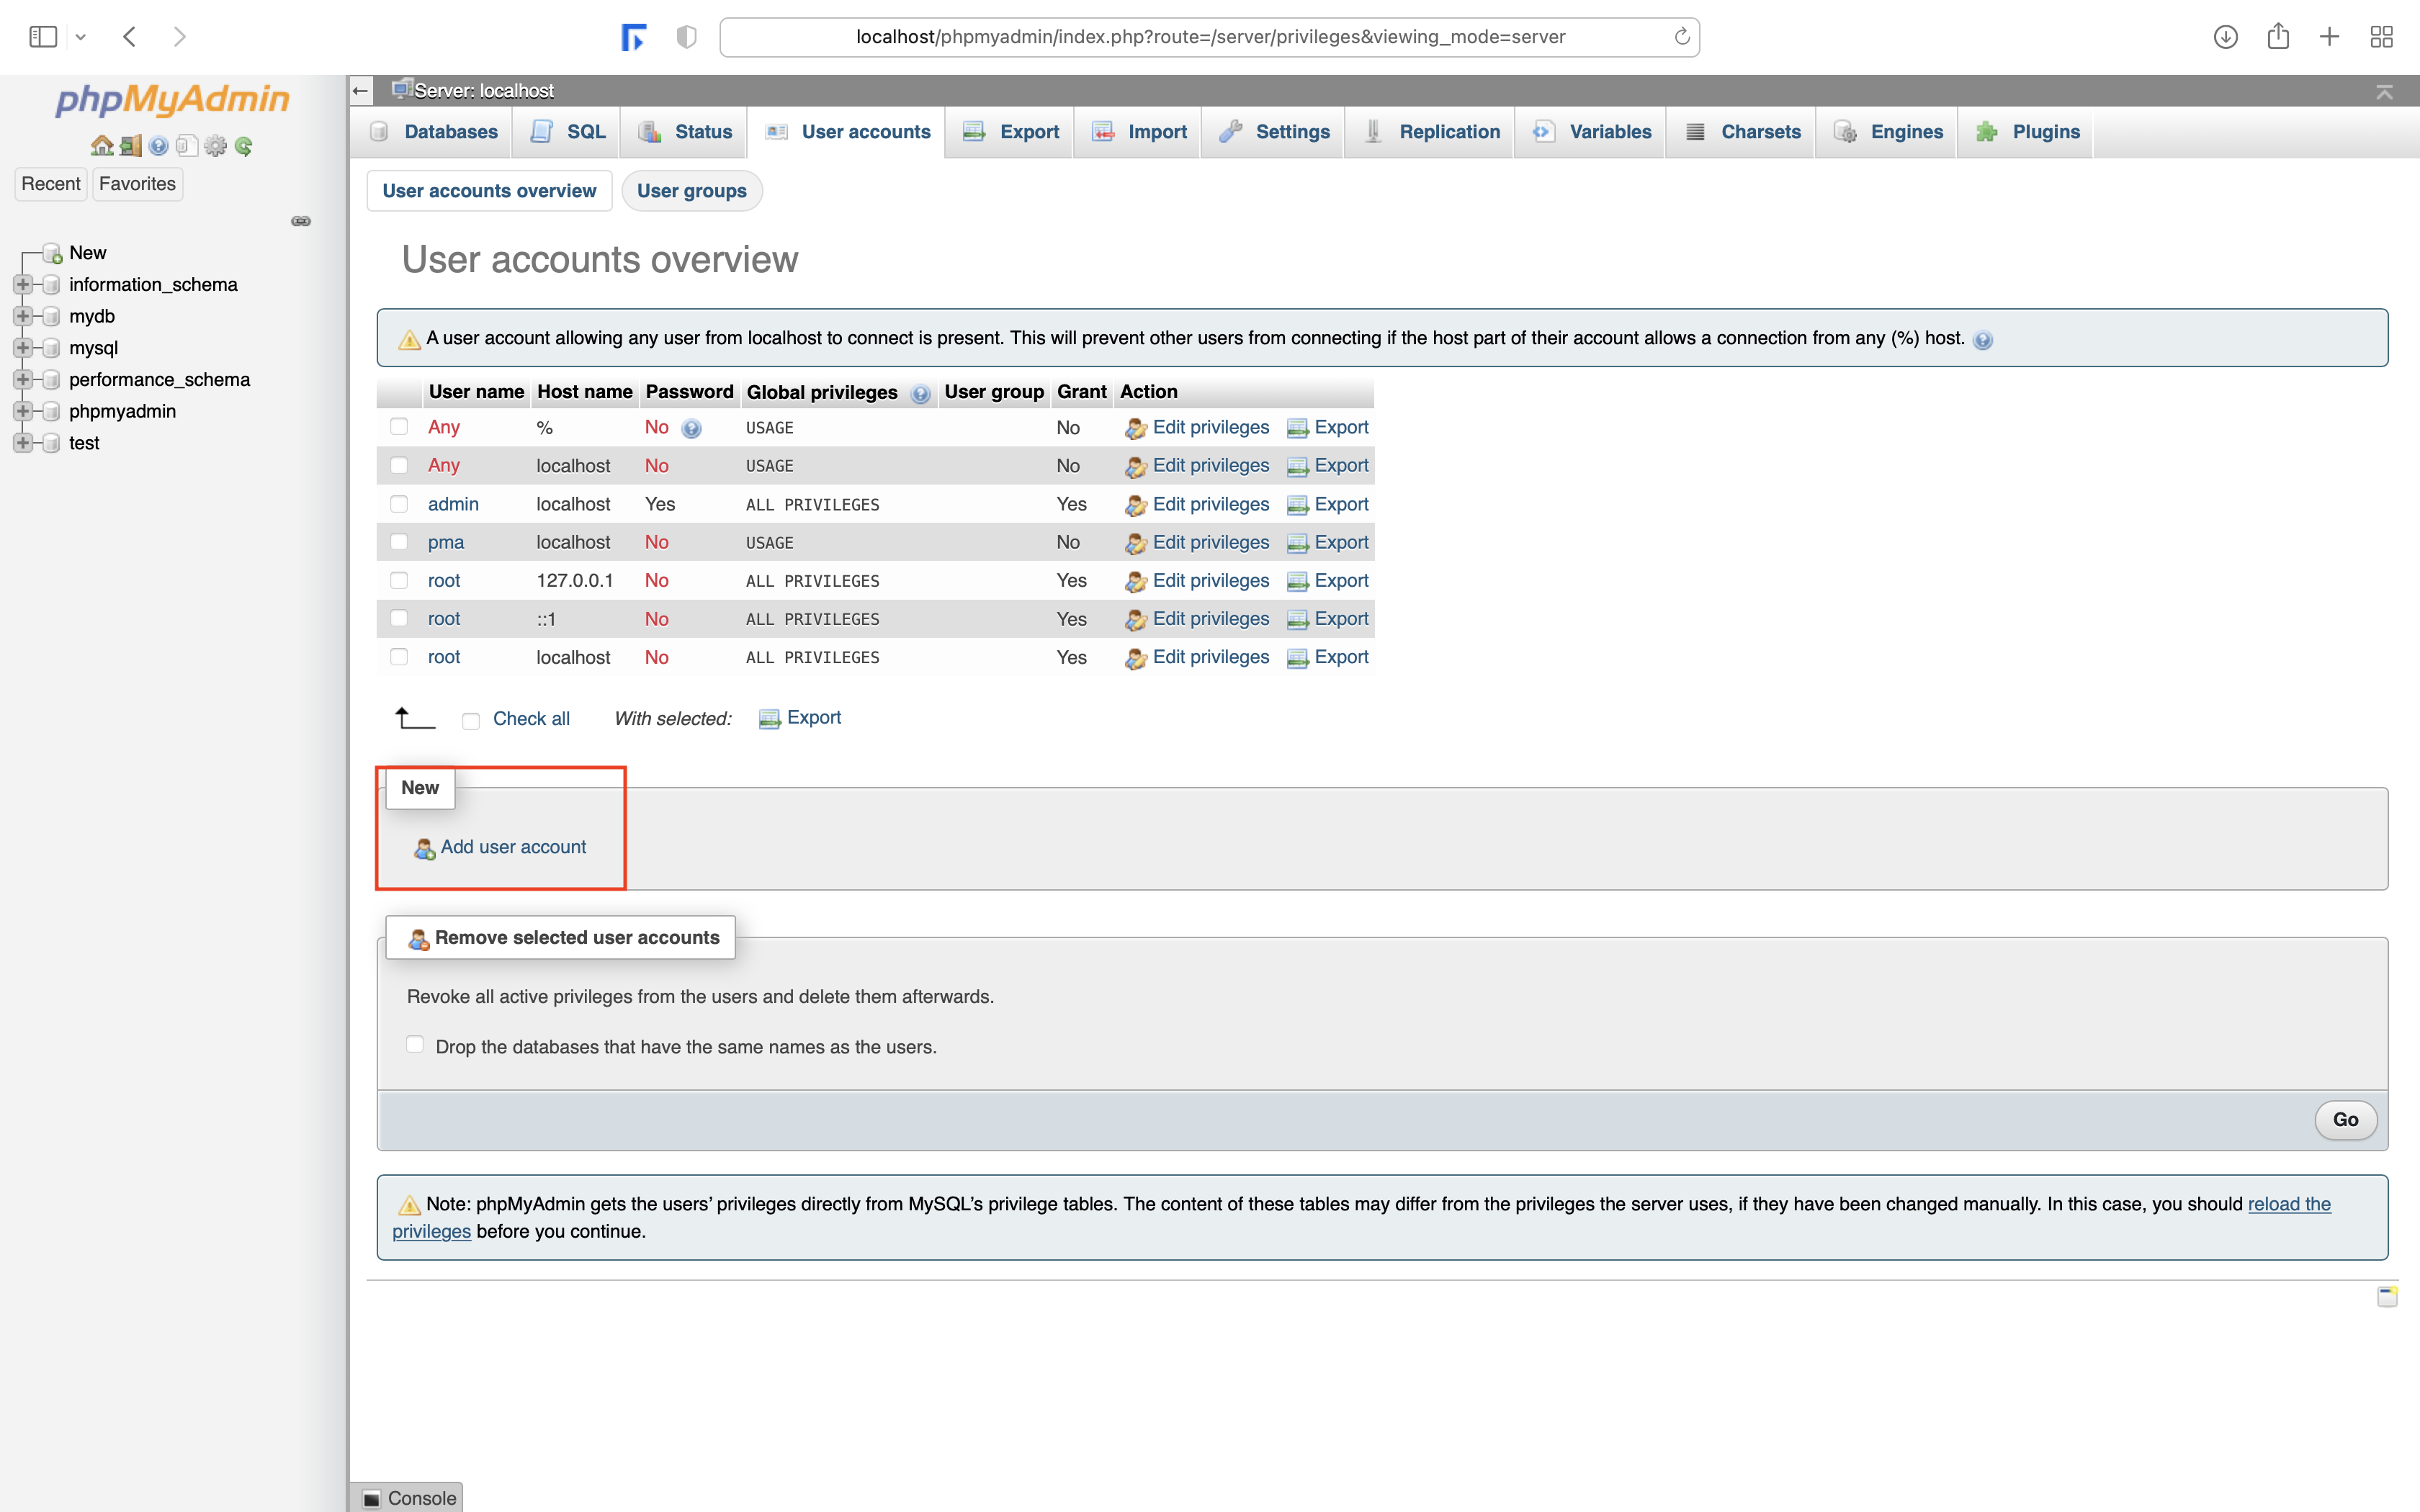 localhost/phpmyadmin/index.php?route=/server/privileges&viewing_mode=server
phpMyAdmin
Recent Favorites
New
information_schema
mydb
mysql
performance_schema
phpmyadmin
test
Server: localhost
Databases SQL Status User accounts Export Import Settings Replication Variables Charsets Engines Plugins
User accounts overview User groups
User accounts overview
A user account allowing any user from localhost to connect is present. This will prevent other users from connecting if the host part of their account allows a connection from any (%) host.
User name Host name Password Global privileges User group Grant Action
Any % No USAGE No Edit privileges Export
Any localhost No USAGE No Edit privileges Export
admin localhost Yes ALL PRIVILEGES Yes Edit privileges Export
pma localhost No USAGE No Edit privileges Export
root 127.0.0.1 No ALL PRIVILEGES Yes Edit privileges Export
root ::1 No ALL PRIVILEGES Yes Edit privileges Export
root localhost No ALL PRIVILEGES Yes Edit privileges Export
Check all With selected: Export
New
Add user account
Remove selected user accounts
Revoke all active privileges from the users and delete them afterwards.
Drop the databases that have the same names as the users.
Go
Note: phpMyAdmin gets the users’ privileges directly from MySQL’s privilege tables. The content of these tables may differ from the privileges the server uses, if they have been changed manually. In this case, you should reload the
privileges before you continue.
Console